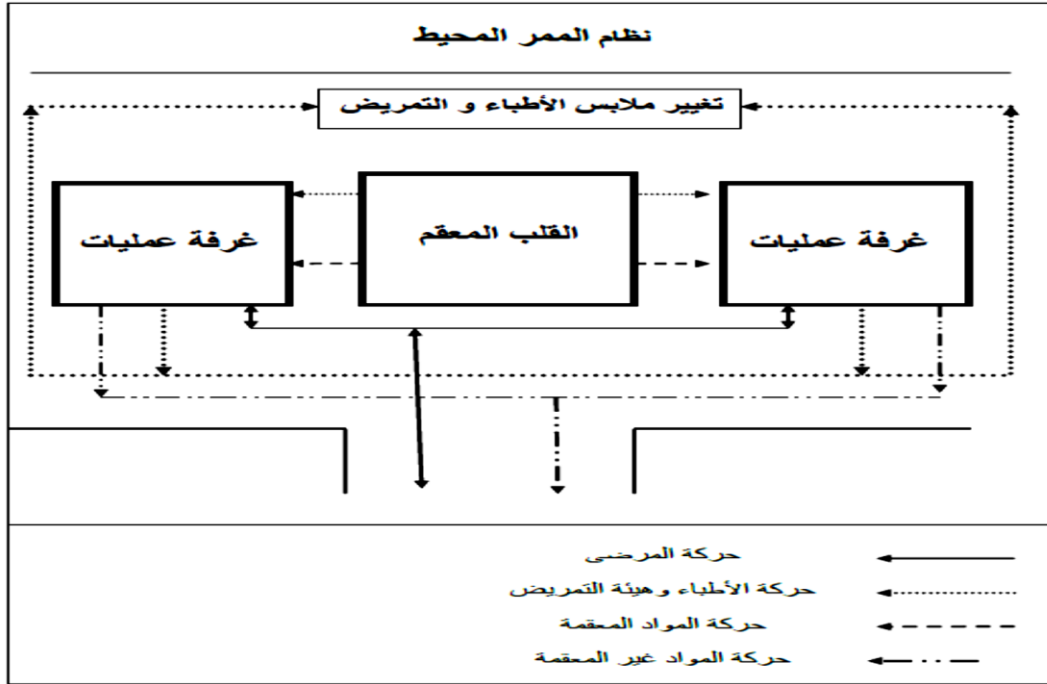 نظام الممر المحيط
تغيير ملابس الأطباء و التمريض
غرفة عمليات
القلب المعقم
غرفة عمليات
حركة المرضى
حركة الأطباء وهيئة التمريض
حركة المواد المعقمة
حركة المواد غير المعقمة